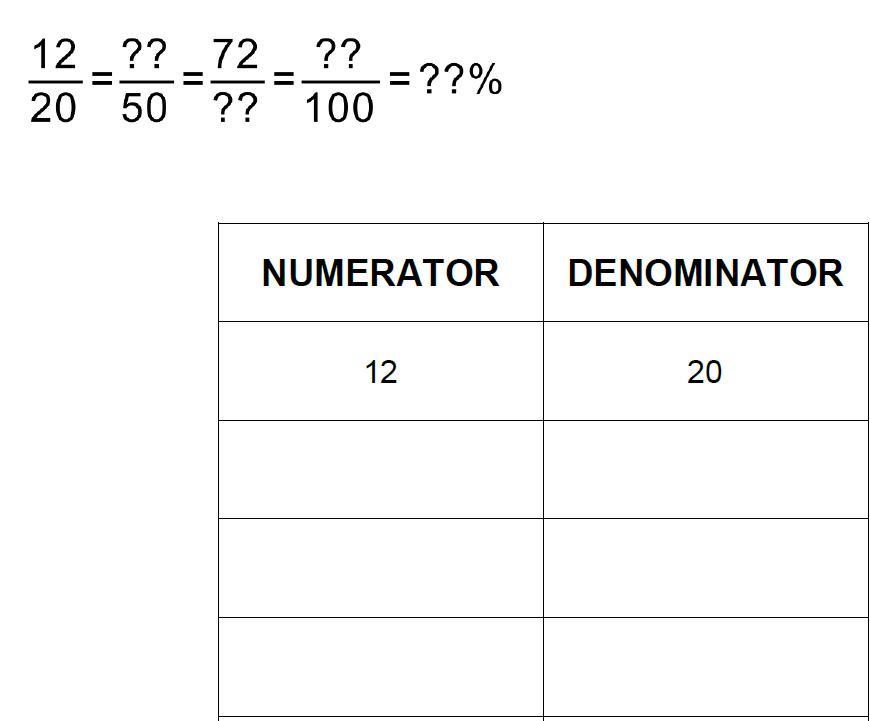 12/20 = ??/50 = 72/?? = ??/100 = ??%
NUMERATOR DENOMINATOR
12 20